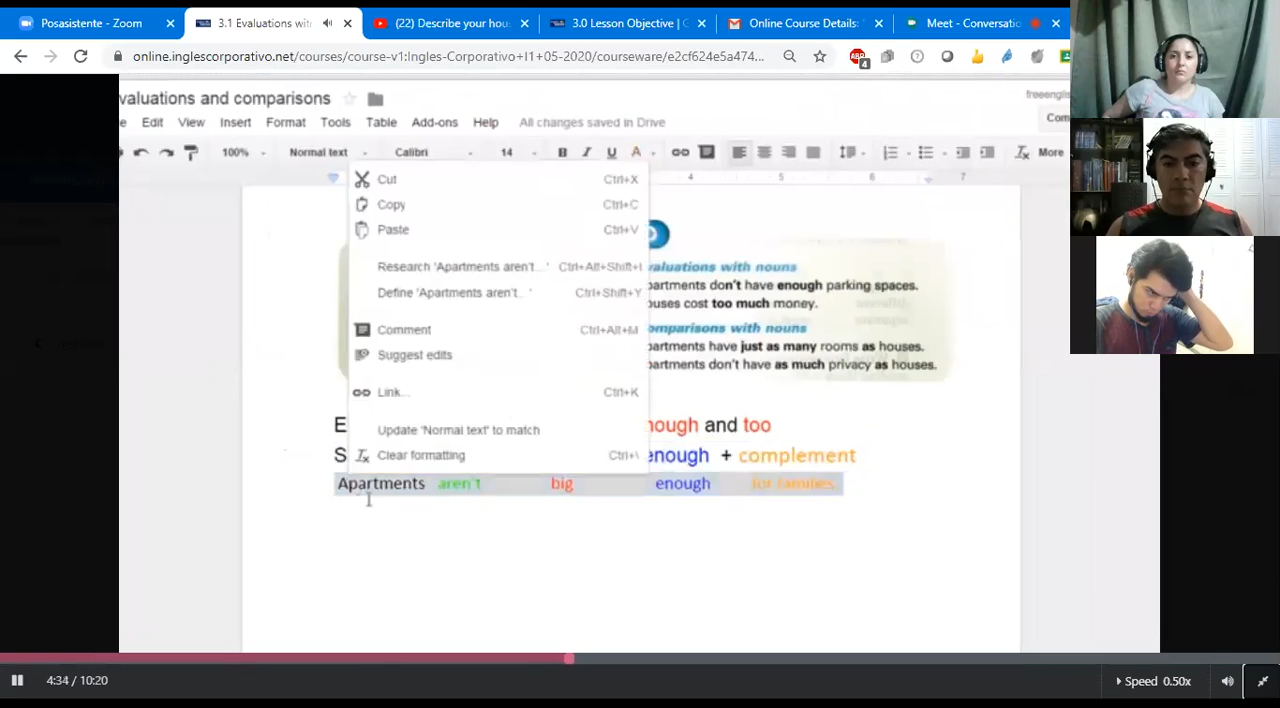 Posasistente - Zoom
3.1 Evaluations wit
(22) Describe your hou
3.0 Lesson Objective | C
Online Course Details:
Meet - Conversatio
online.inglescorporativo.net/courses/course-v1:Ingles-Corporativo+I1+05-2020/courseware/e2cf624e5a474...
4
valuations and comparisons
freeengli
e Edit View Insert Format Tools Table Add-ons Help All changes saved in Drive
Com
100% Normal text Calibri 14 B I U A More
4 5 6 7
Cut Ctrl+X
Copy Ctrl+C
Paste Ctrl+V
Research 'Apartments aren't...' Ctrl+Alt+Shift+I
Define 'Apartments aren't...' Ctrl+Shift+Y
Comment Ctrl+Alt+M
Suggest edits
Link... Ctrl+K
Update 'Normal text' to match
Clear formatting Ctrl+\
valuations with nouns
partments don't have enough parking spaces.
ouses cost too much money.
omparisons with nouns
partments have just as many rooms as houses.
partments don't have as much privacy as houses.
E nough and too
S enough + complement
Apartments aren't big enough for families
4:34 / 10:20
Speed 0.50x